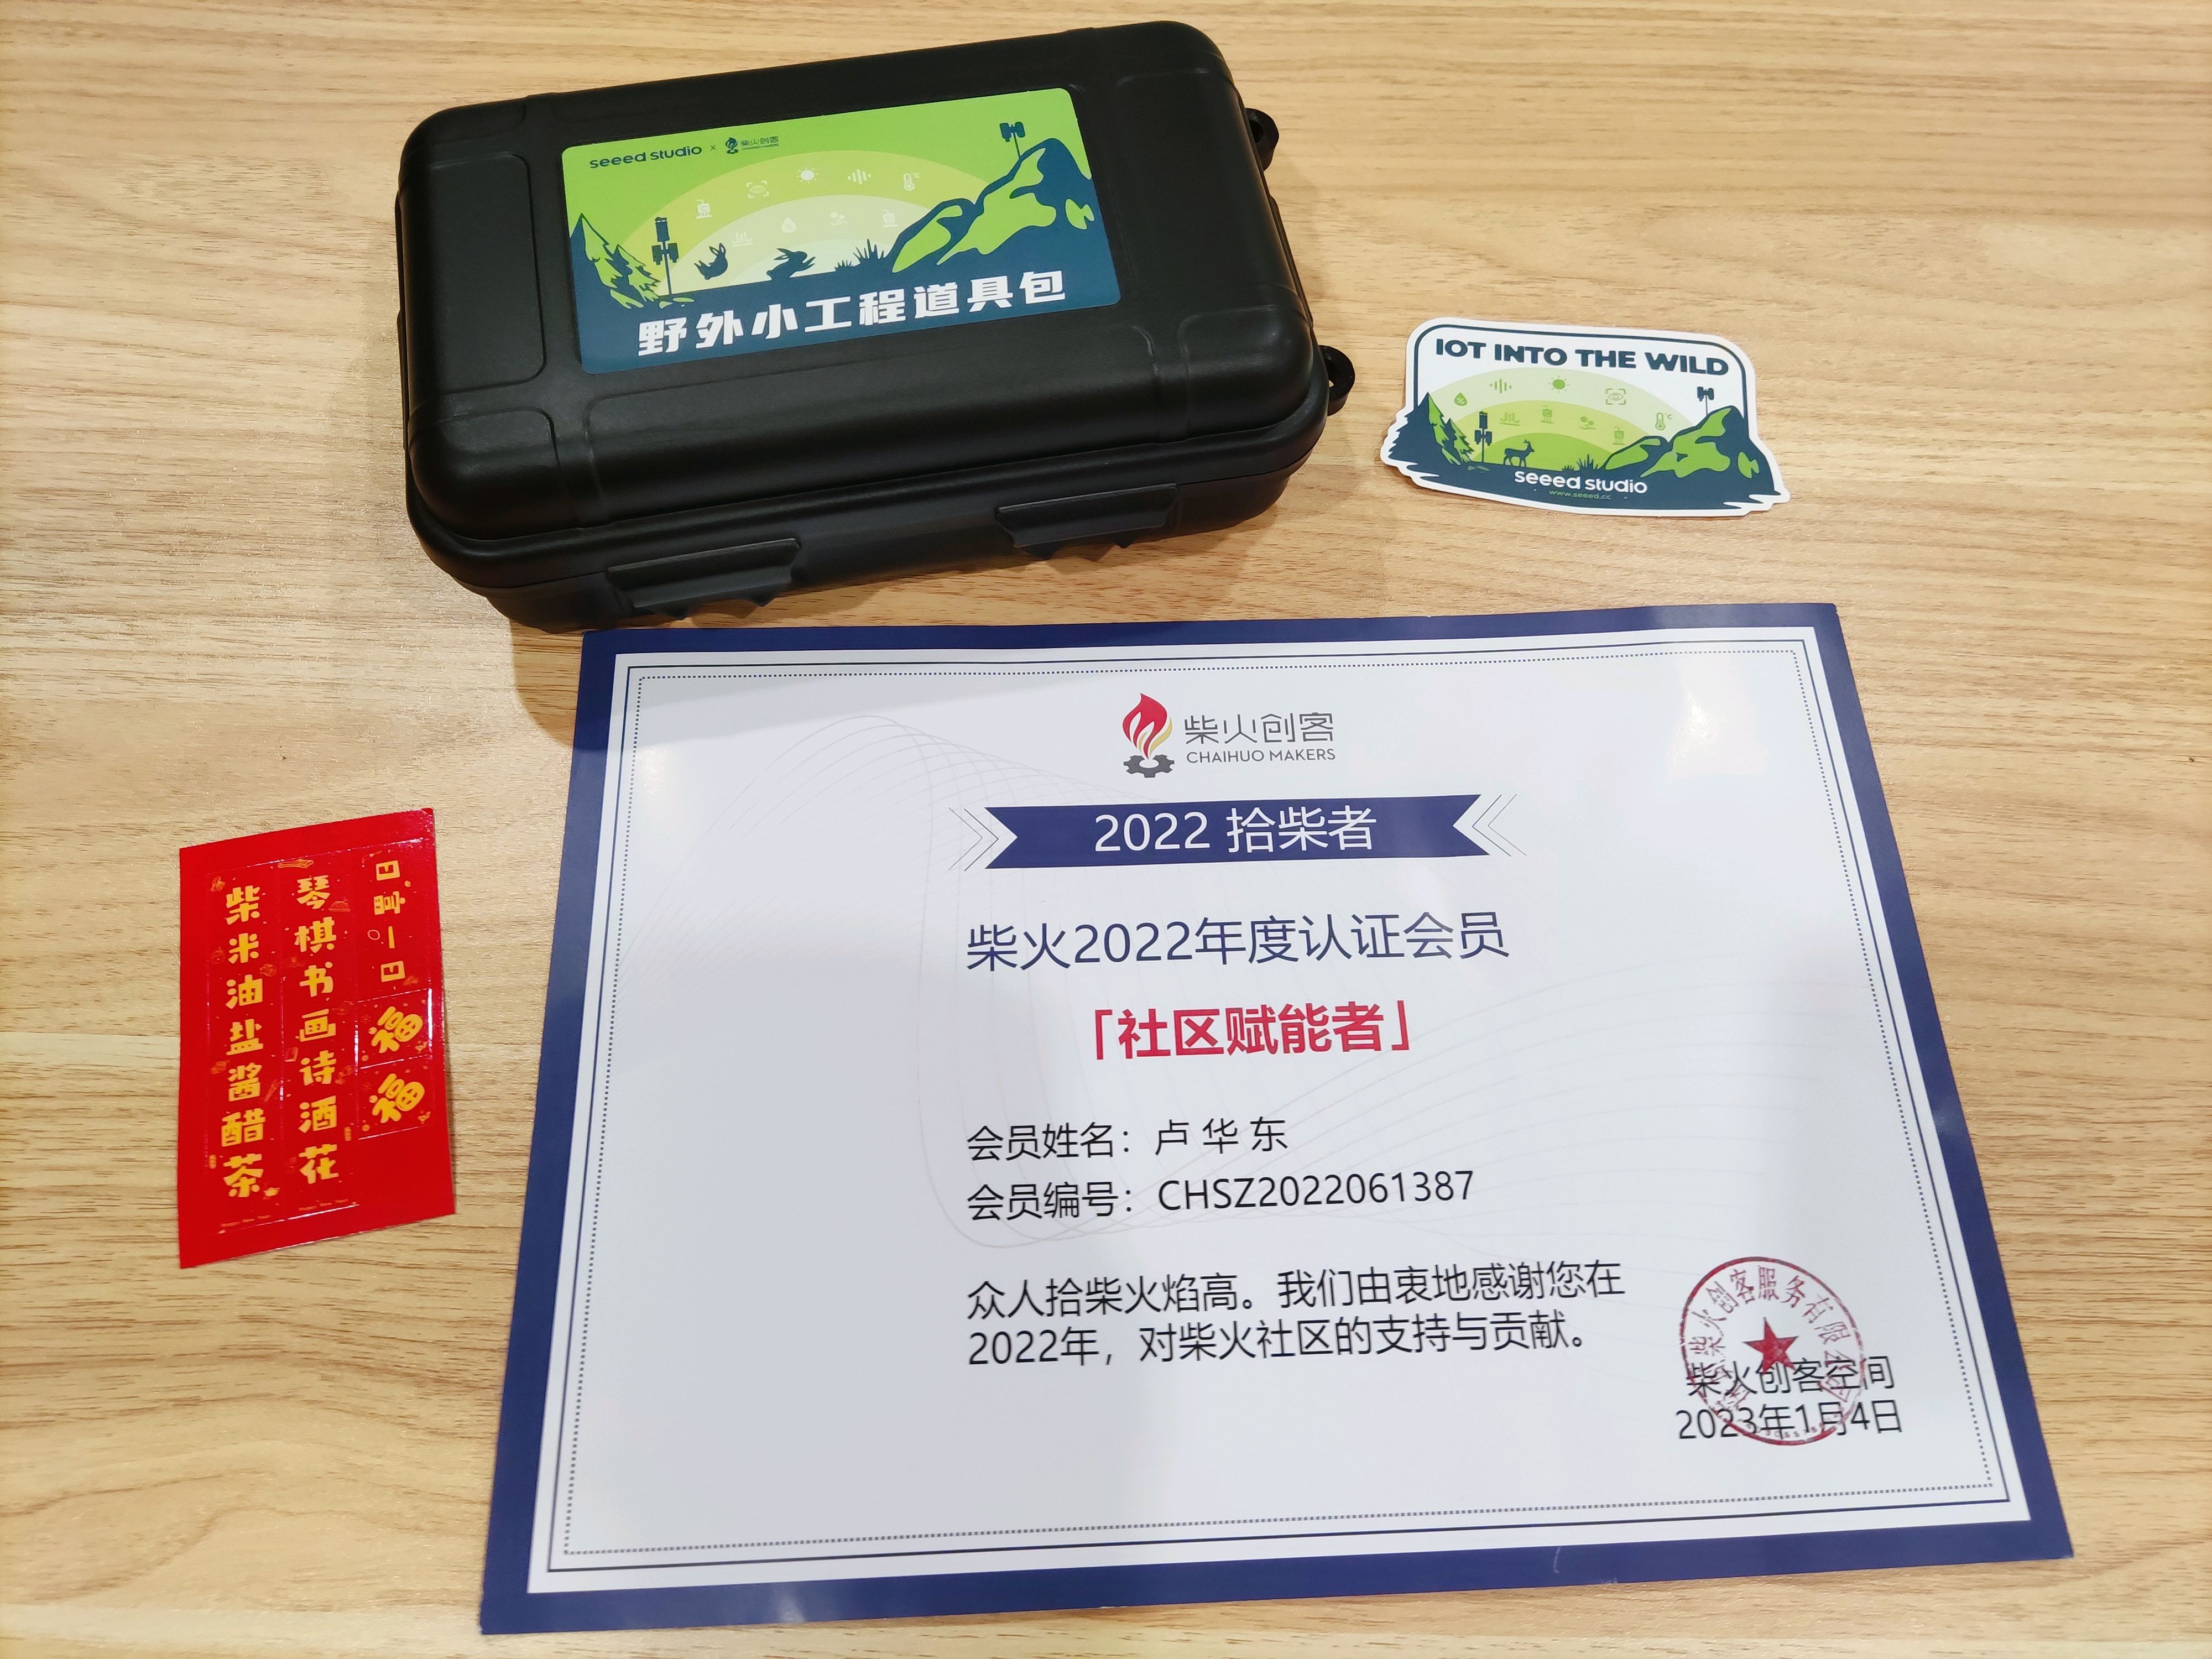 seeed studio × 柴火创客
CHAIHUO MAKERS
野外小工程道具包
IOT INTO THE WILD
seeed studio
www.seeed.cc
柴火创客
CHAIHUO MAKERS
2022 拾柴者
柴火2022年度认证会员
「社区赋能者」
会员姓名：卢 华 东
会员编号：CHSZ2022061387
众人拾柴火焰高。我们由衷地感谢您在
2022年，对柴火社区的支持与贡献。
柴火创客服务有限公司
柴火创客空间
2023年1月4日
琴棋书画诗酒花
柴米油盐酱醋茶
福
福